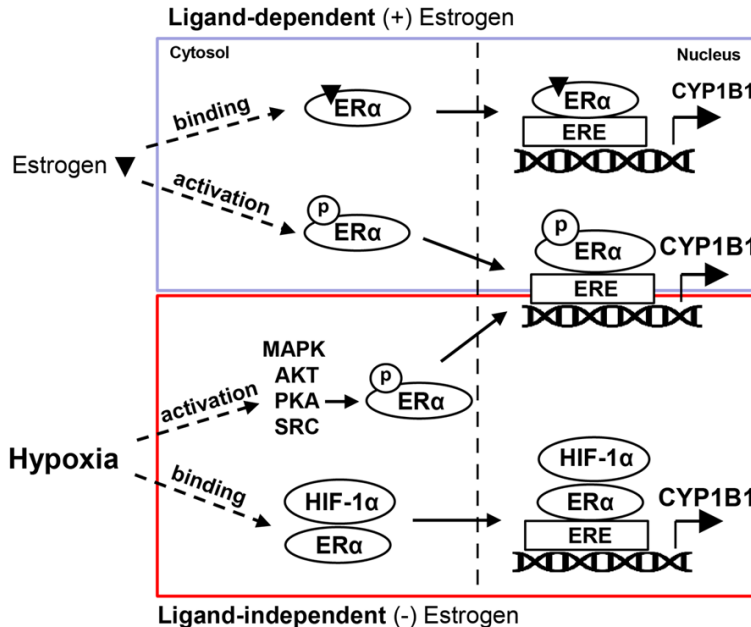 Ligand-dependent (+) Estrogen
Cytosol
Nucleus
binding
ERα
ERα
ERE
CYP1B1
Estrogen
activation
p
ERα
p
ERα
ERE
CYP1B1
MAPK
AKT
PKA
SRC
activation
p
ERα
Hypoxia
binding
HIF-1α
ERα
HIF-1α
ERα
ERE
CYP1B1
Ligand-independent (-) Estrogen